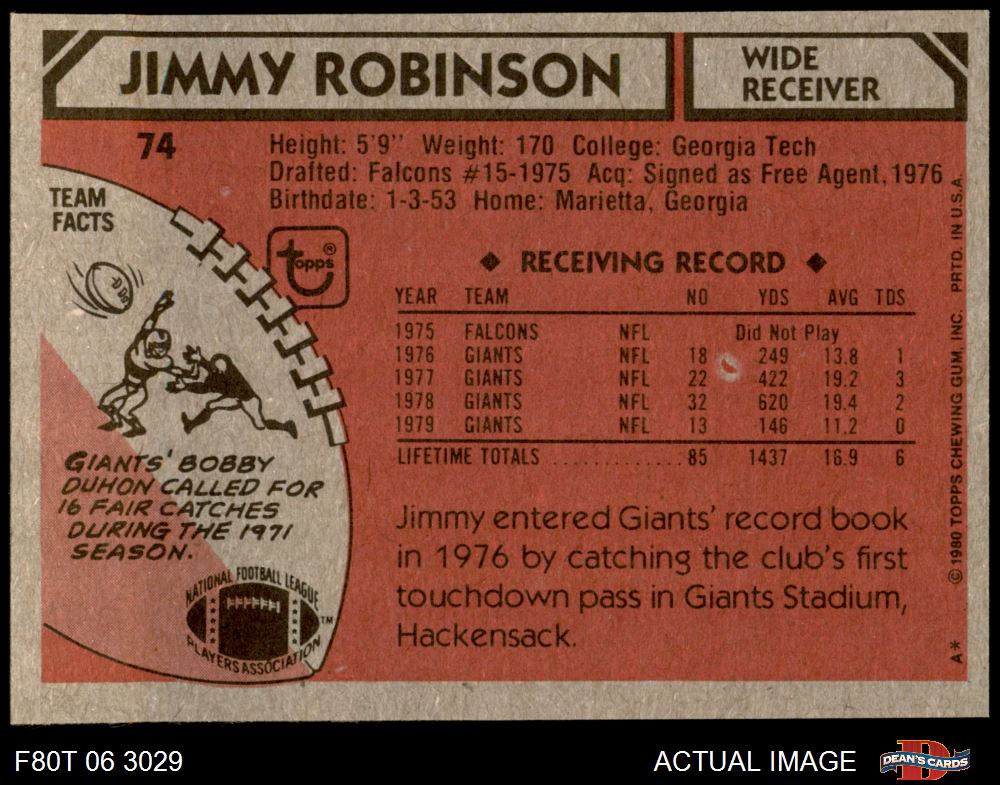 JIMMY ROBINSON
WIDE
RECEIVER
74
Height: 5'9'' Weight: 170 College: Georgia Tech
Drafted: Falcons #15-1975 Acq: Signed as Free Agent, 1976
Birthdate: 1-3-53 Home: Marietta, Georgia
TEAM
FACTS
topps®
◆ RECEIVING RECORD ◆
YEAR TEAM NO YDS AVG TDS
1975 FALCONS NFL Did Not Play
1976 GIANTS NFL 18 249 13.8 1
1977 GIANTS NFL 22 422 19.2 3
1978 GIANTS NFL 32 620 19.4 2
1979 GIANTS NFL 13 146 11.2 0
LIFETIME TOTALS ............. 85 1437 16.9 6
GIANTS' BOBBY
DUHON CALLED FOR
16 FAIR CATCHES
DURING THE 1971
SEASON.
NATIONAL FOOTBALL LEAGUE
PLAYERS ASSOCIATION
TM
Jimmy entered Giants' record book
in 1976 by catching the club's first
touchdown pass in Giants Stadium,
Hackensack.
A* © 1980 TOPPS CHEWING GUM, INC. PRTD. IN U.S.A.
F80T 06 3029
ACTUAL IMAGE
DEAN'S CARDS